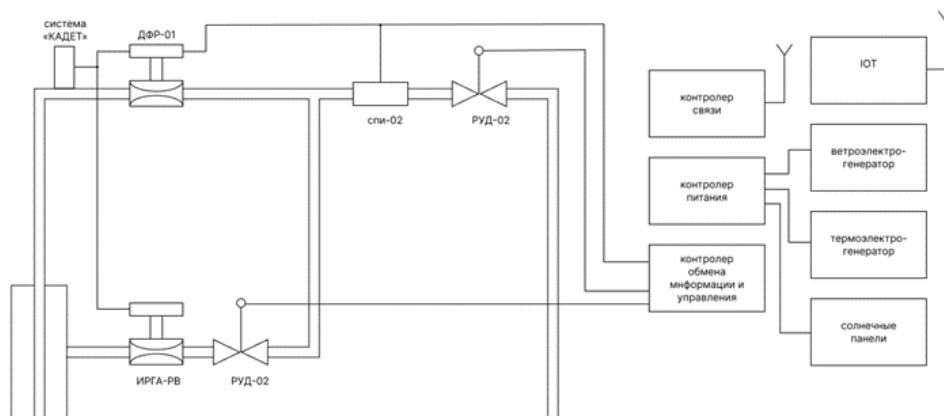 система
«КАДЕТ»
ДФР-01
спи-02
РУД-02
ИРГА-РВ
РУД-02
контролер
связи
контролер
питания
контролер
обмена
мнформации и
управления
IOT
ветроэлектро-
генератор
термоэлектро-
генератор
солнечные
панели